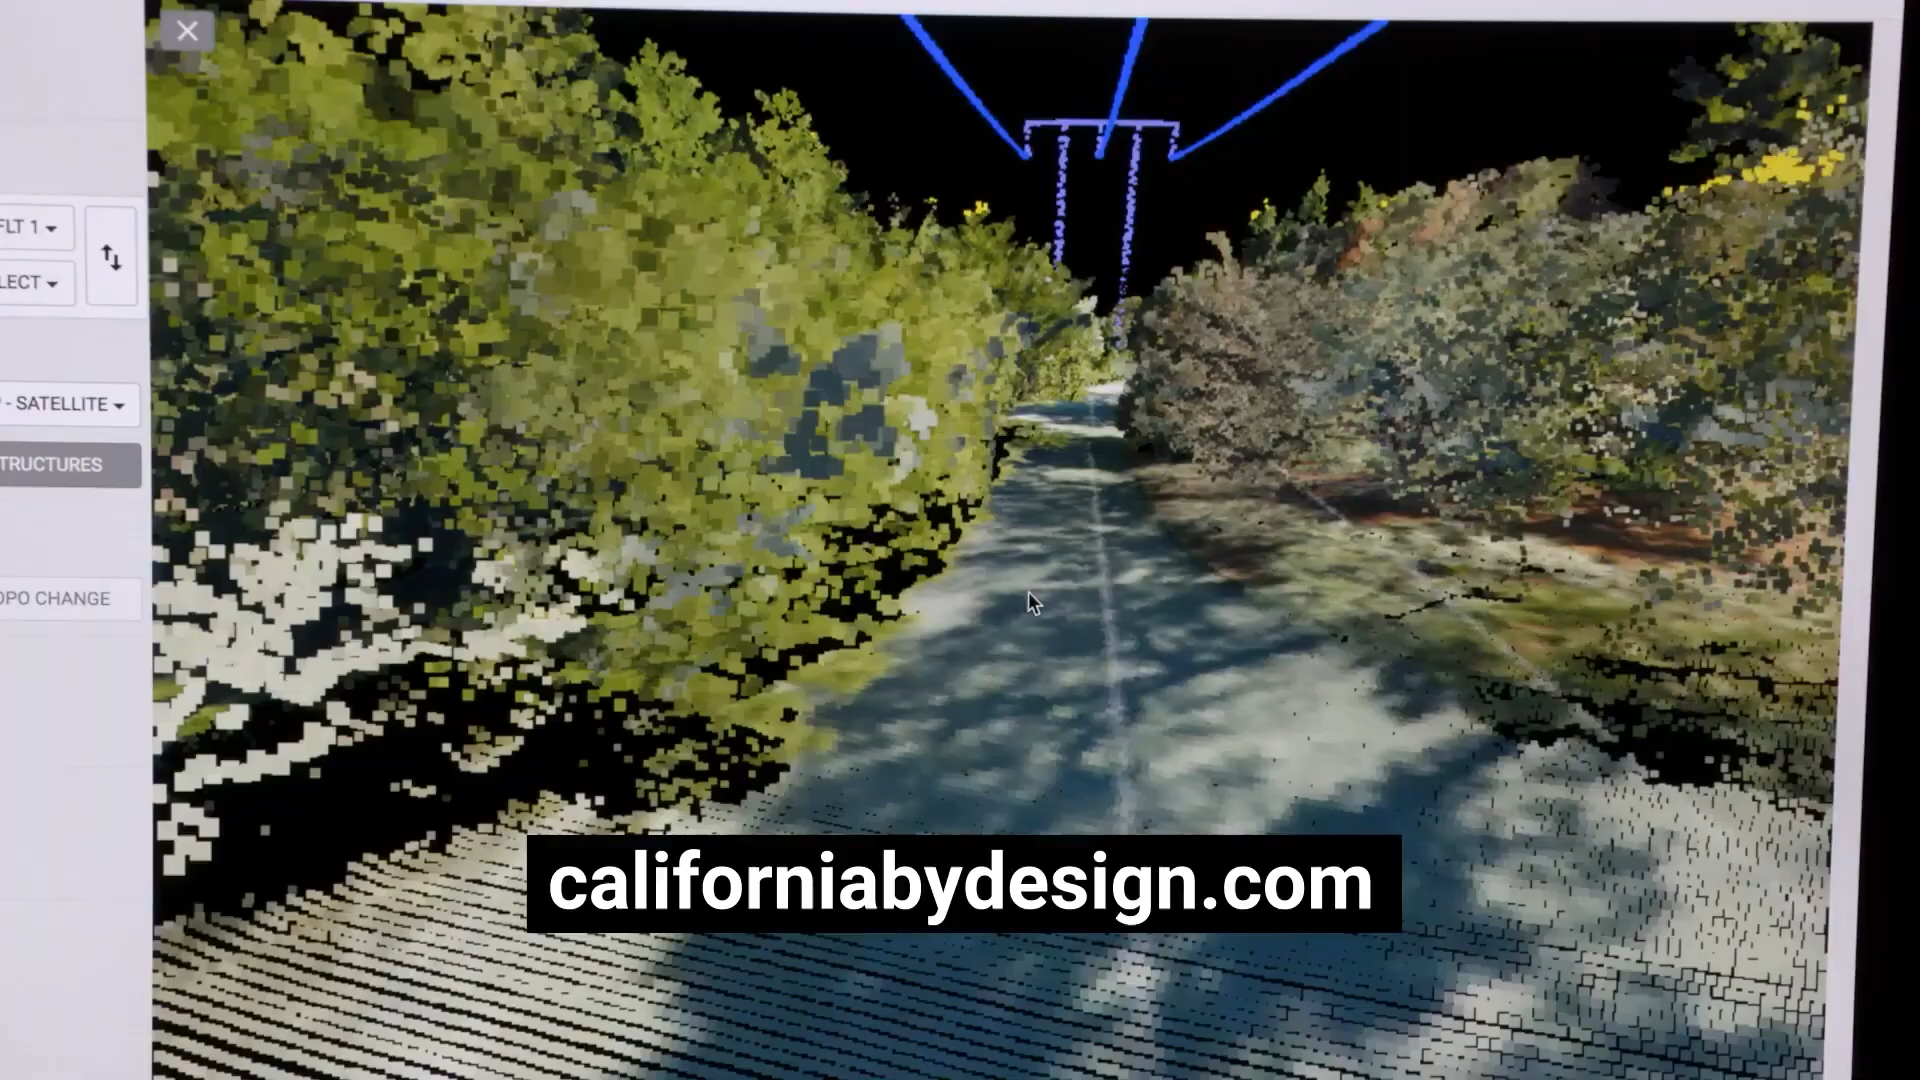 FLT 1
LECT
- SATELLITE
TRUCTURES
OPO CHANGE
californiabydesign.com